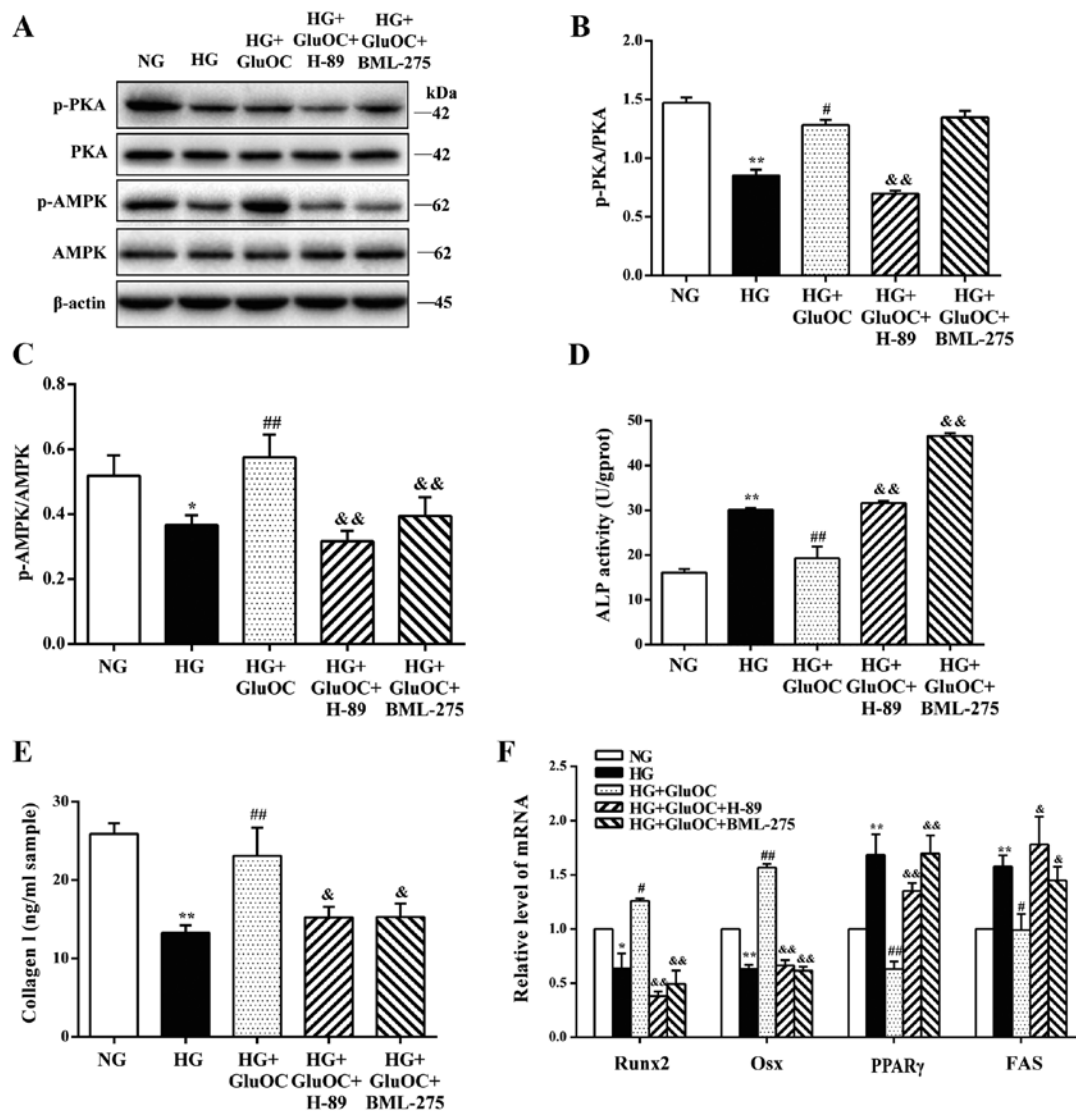 A
NG
HG
HG+
GluOC
HG+
GluOC+
H-89
HG+
GluOC+
BML-275
kDa
p-PKA
42
PKA
42
p-AMPK
62
AMPK
62
β-actin
45
B
p-PKA/PKA
2.0
1.5
1.0
0.5
0.0
**
#
&&
NG
HG
HG+
GluOC
HG+
GluOC+
H-89
HG+
GluOC+
BML-275
C
p-AMPK/AMPK
0.8
0.6
0.4
0.2
0.0
*
##
&&
&&
NG
HG
HG+
GluOC
HG+
GluOC+
H-89
HG+
GluOC+
BML-275
D
ALP activity (U/gprot)
50
40
30
20
10
0
**
##
&&
&&
NG
HG
HG+
GluOC
HG+
GluOC+
H-89
HG+
GluOC+
BML-275
E
Collagen I (ng/ml sample)
30
20
10
0
**
##
&
&
NG
HG
HG+
GluOC
HG+
GluOC+
H-89
HG+
GluOC+
BML-275
F
NG
HG
HG+GluOC
HG+GluOC+H-89
HG+GluOC+BML-275
Relative level of mRNA
2.5
2.0
1.5
1.0
0.5
0.0
*
#
&&
&&
**
##
&&
&&
**
##
&&
&&
**
#
&
&
Runx2
Osx
PPARγ
FAS